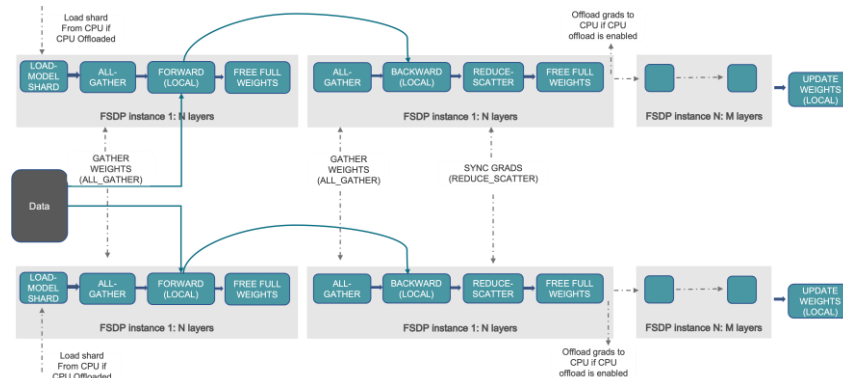 Load shard
From CPU if
CPU Offloaded
Offload grads to
CPU if CPU
offload is enabled
LOAD-
MODEL
SHARD
ALL-
GATHER
FORWARD
(LOCAL)
FREE FULL
WEIGHTS
FSDP instance 1: N layers
ALL-
GATHER
BACKWARD
(LOCAL)
REDUCE-
SCATTER
FREE FULL
WEIGHTS
FSDP instance 1: N layers
FSDP instance N: M layers
UPDATE
WEIGHTS
(LOCAL)
GATHER
WEIGHTS
(ALL_GATHER)
GATHER
WEIGHTS
(ALL_GATHER)
SYNC GRADS
(REDUCE_SCATTER)
Data
LOAD-
MODEL
SHARD
ALL-
GATHER
FORWARD
(LOCAL)
FREE FULL
WEIGHTS
FSDP instance 1: N layers
ALL-
GATHER
BACKWARD
(LOCAL)
REDUCE-
SCATTER
FREE FULL
WEIGHTS
FSDP instance 1: N layers
FSDP instance N: M layers
UPDATE
WEIGHTS
(LOCAL)
Load shard
From CPU if
CPU Offloaded
Offload grads to
CPU if CPU
offload is enabled